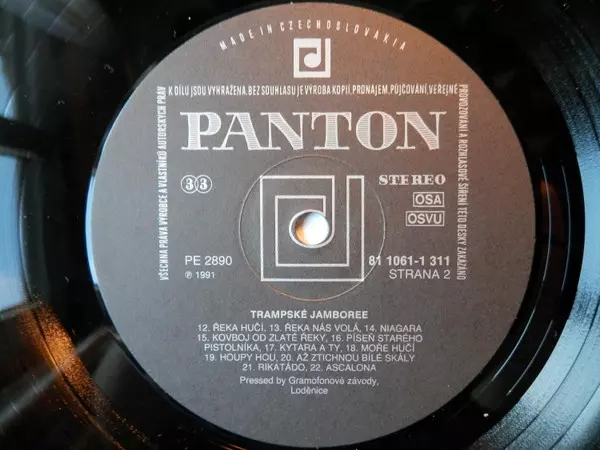 MADE IN CZECHOSLOVAKIA
VŠECHNA PRÁVA VÝROBCE A VLASTNÍKŮ AUTORSKÝCH PRÁV
K DÍLU JSOU VYHRAŽENA. BEZ SOUHLASU JE VÝROBA KOPIÍ, PRONÁJEM, PŮJČOVÁNÍ, VEŘEJNÉ
PROVOZOVÁNÍ A ROZHLASOVÉ ŠÍŘENÍ TÉTO DESKY ZAKÁZÁNO
PANTON
33 STEREO
OSA
OSVU
PE 2890 81 1061-1 311
Ⓟ 1991 STRANA 2
TRAMPSKÉ JAMBOREE
12. ŘEKA HUČÍ, 13. ŘEKA NÁS VOLÁ, 14. NIAGARA
15. KOVBOJ OD ZLATÉ ŘEKY, 16. PÍSEŇ STARÉHO
PISTOLNÍKA, 17. KYTARA A TY, 18. MOŘE HUČÍ
19. HOUPY HOU, 20. AŽ ZTICHNOU BÍLÉ SKÁLY
21. RIKATÁDO, 22. ASCALONA
Pressed by Gramofonové závody,
Loděnice